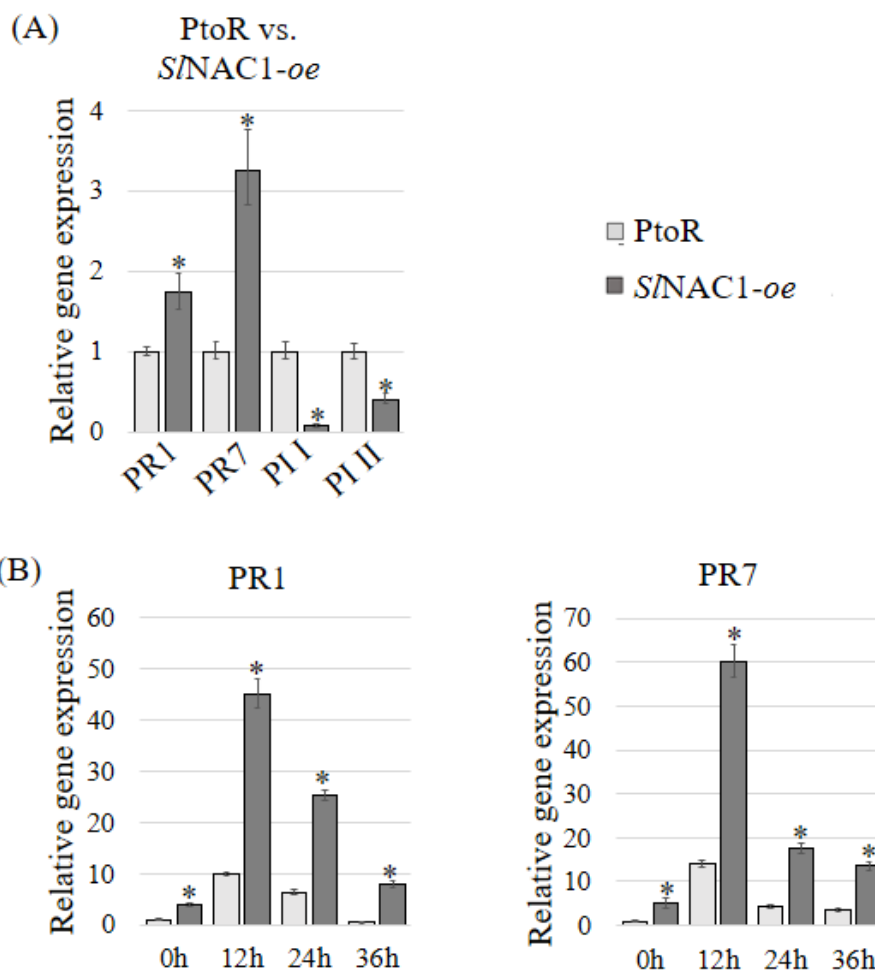 (A)
PtoR vs.
SlNAC1-oe
Relative gene expression
4
3
2
1
0
*
*
*
*
PR1
PR7
PI I
PI II
PtoR
SlNAC1-oe
(B)
PR1
Relative gene expression
60
50
40
30
20
10
0
*
*
*
*
0h
12h
24h
36h
PR7
Relative gene expression
70
60
50
40
30
20
10
0
*
*
*
*
0h
12h
24h
36h